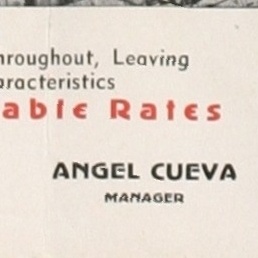 hroughout, Leaving
aracteristics
able Rates
ANGEL CUEVA
MANAGER